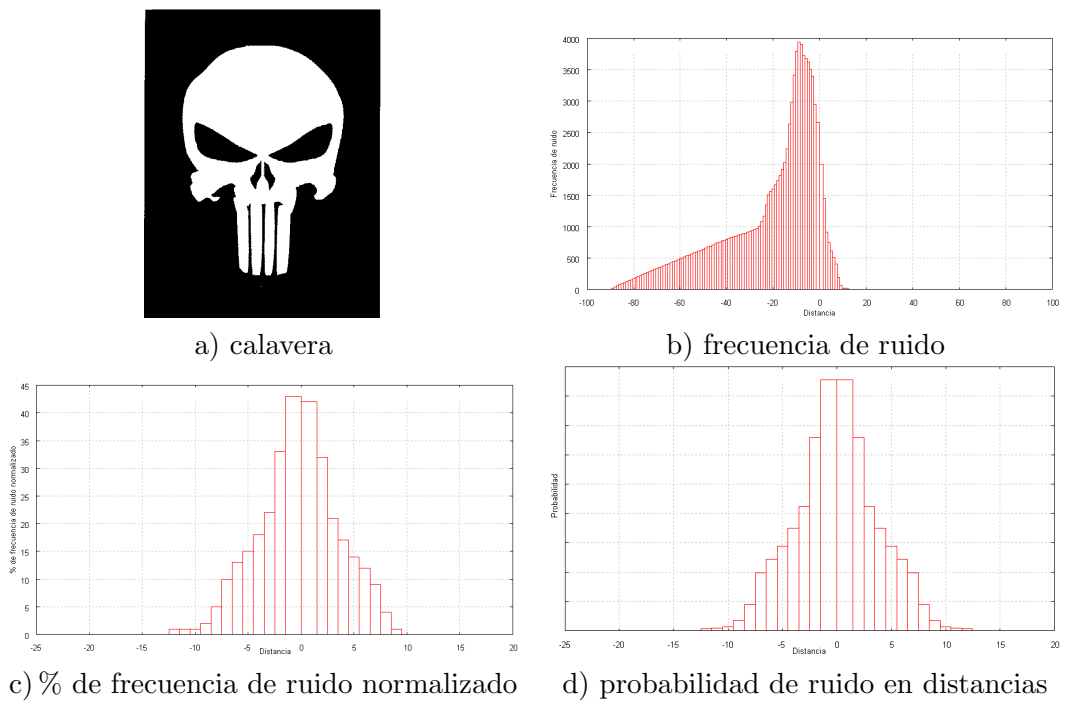 4000
3500
3000
2500
2000
1500
1000
500
0
Frecuencia de ruido
-100 -80 -60 -40 -20 0 20 40 60 80 100
Distancia
a) calavera
b) frecuencia de ruido
45
40
35
30
25
20
15
10
5
0
% de frecuencia de ruido normalizado
-25 -20 -15 -10 -5 0 5 10 15 20
Distancia
Probabilidad
-25 -20 -15 -10 -5 0 5 10 15 20
Distancia
c) % de frecuencia de ruido normalizado
d) probabilidad de ruido en distancias